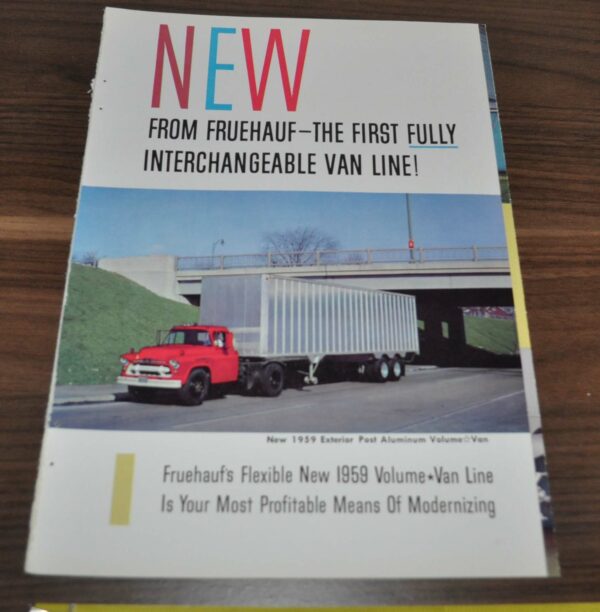 NEW
FROM FRUEHAUF—THE FIRST FULLY
INTERCHANGEABLE VAN LINE!
New 1959 Exterior Post Aluminum Volume☆Van
Fruehauf's Flexible New 1959 Volume★Van Line
Is Your Most Profitable Means Of Modernizing